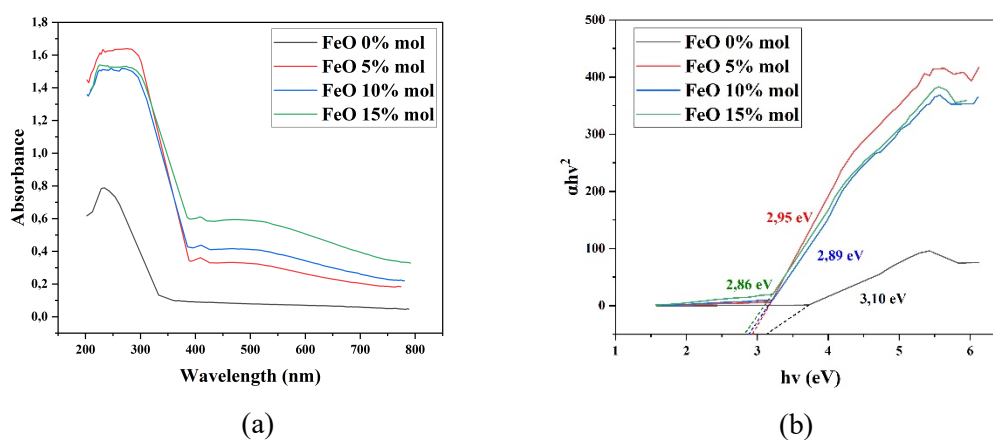 1,8
1,6
1,4
1,2
1,0
0,8
0,6
0,4
0,2
0,0
Absorbance
200 300 400 500 600 700 800
Wavelength (nm)
FeO 0% mol
FeO 5% mol
FeO 10% mol
FeO 15% mol
(a)
500
400
300
250
100
50
0
αhv²
1 2 3 4 5 6
hv (eV)
FeO 0% mol
FeO 5% mol
FeO 10% mol
FeO 15% mol
2,95 eV
2,89 eV
2,86 eV
3,10 eV
(b)